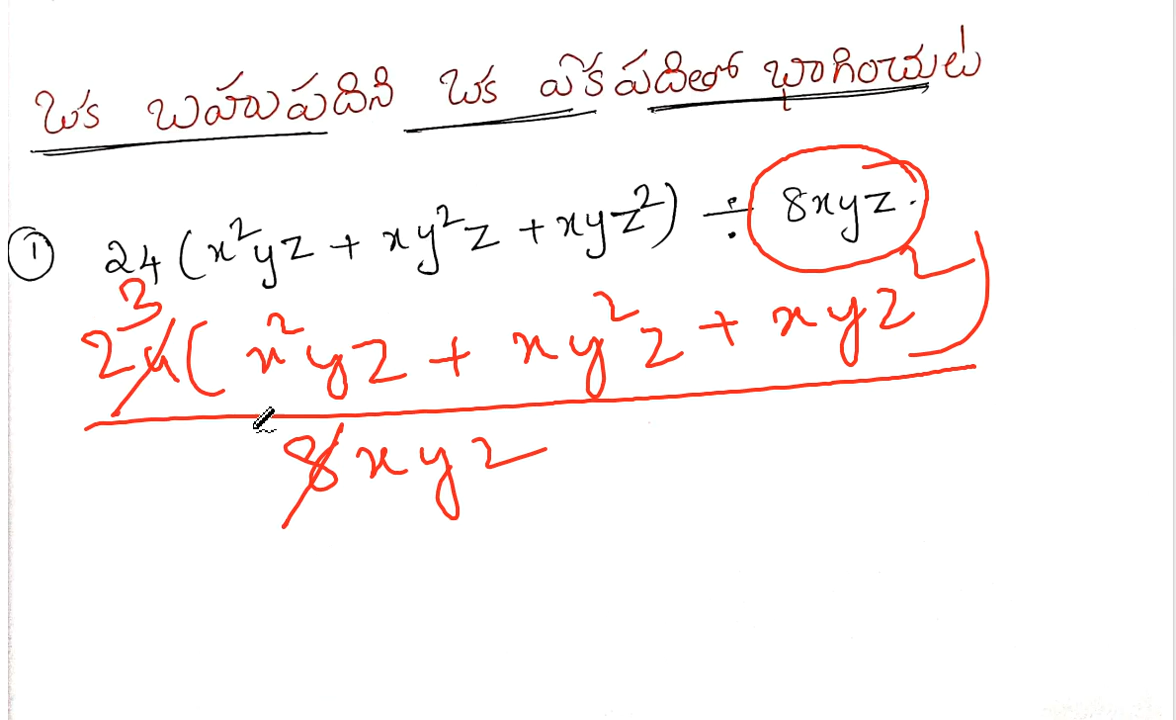 ఒక బహుపదిని ఒక ఏకపదితో భాగించుట
① 24 (x²yz + xy²z + xyz²) ÷ 8xyz.
3
24 ( x²yz + xy²z + xyz² )
8xyz